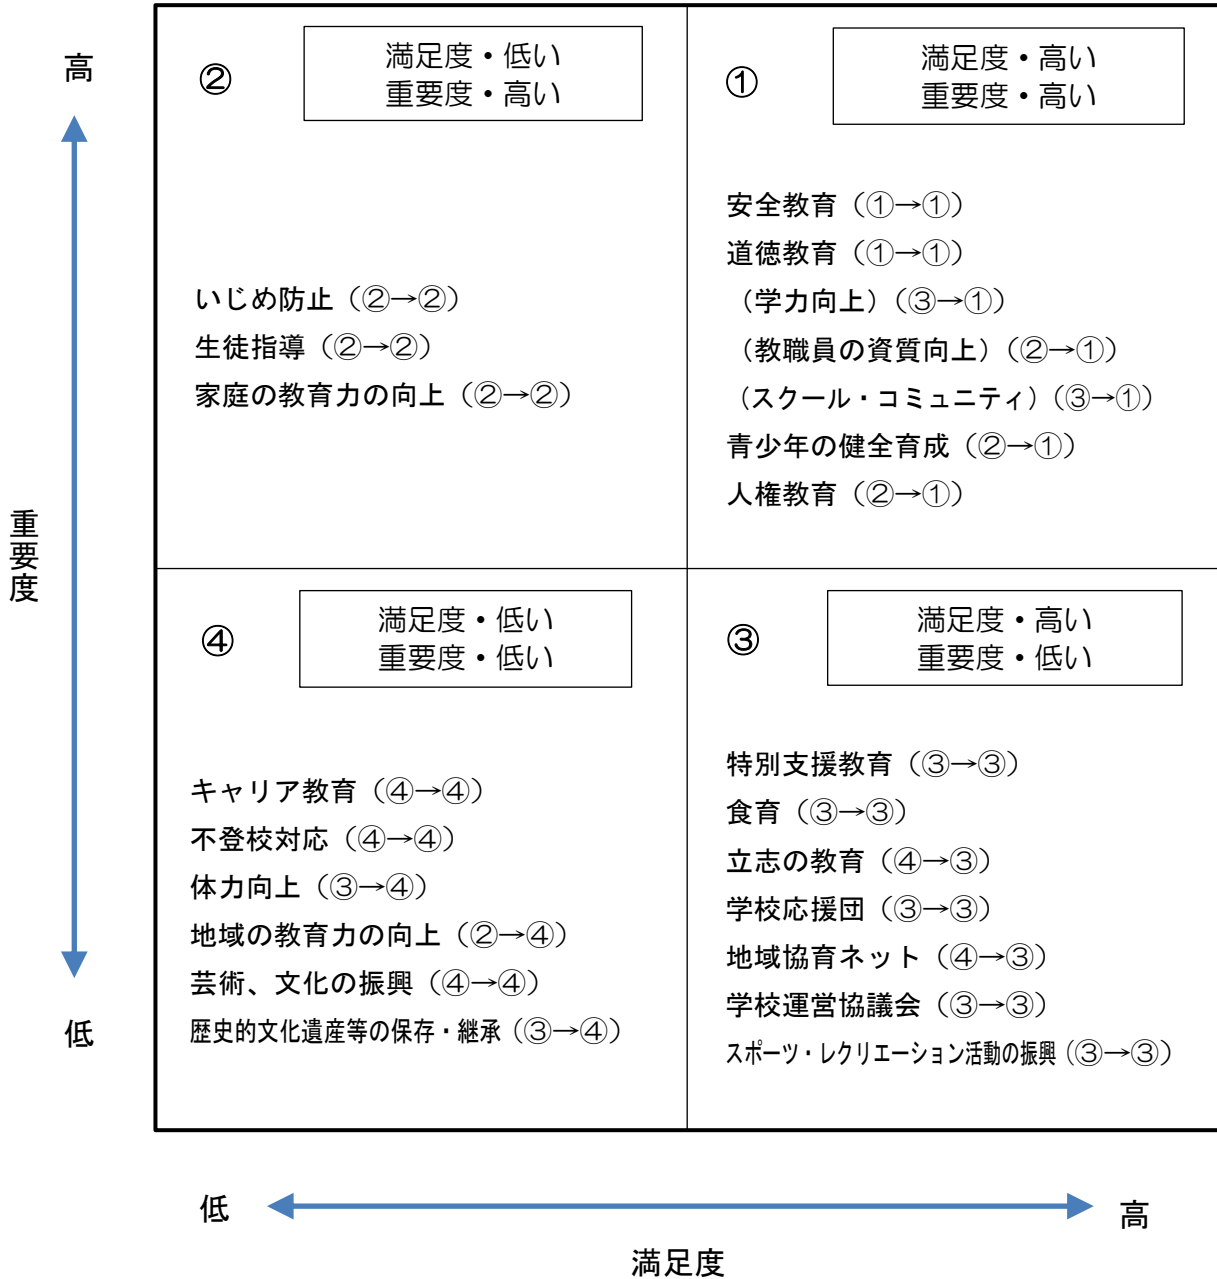 高
重要度
低
②
満足度・低い
重要度・高い
いじめ防止（②→②）
生徒指導（②→②）
家庭の教育力の向上（②→②）
①
満足度・高い
重要度・高い
安全教育（①→①）
道徳教育（①→①）
（学力向上）（③→①）
（教職員の資質向上）（②→①）
（スクール・コミュニティ）（③→①）
青少年の健全育成（②→①）
人権教育（②→①）
④
満足度・低い
重要度・低い
キャリア教育（④→④）
不登校対応（④→④）
体力向上（③→④）
地域の教育力の向上（②→④）
芸術、文化の振興（④→④）
歴史的文化遺産等の保存・継承（③→④）
③
満足度・高い
重要度・低い
特別支援教育（③→③）
食育（③→③）
立志の教育（④→③）
学校応援団（③→③）
地域協育ネット（④→③）
学校運営協議会（③→③）
スポーツ・レクリエーション活動の振興（③→③）
低
高
満足度